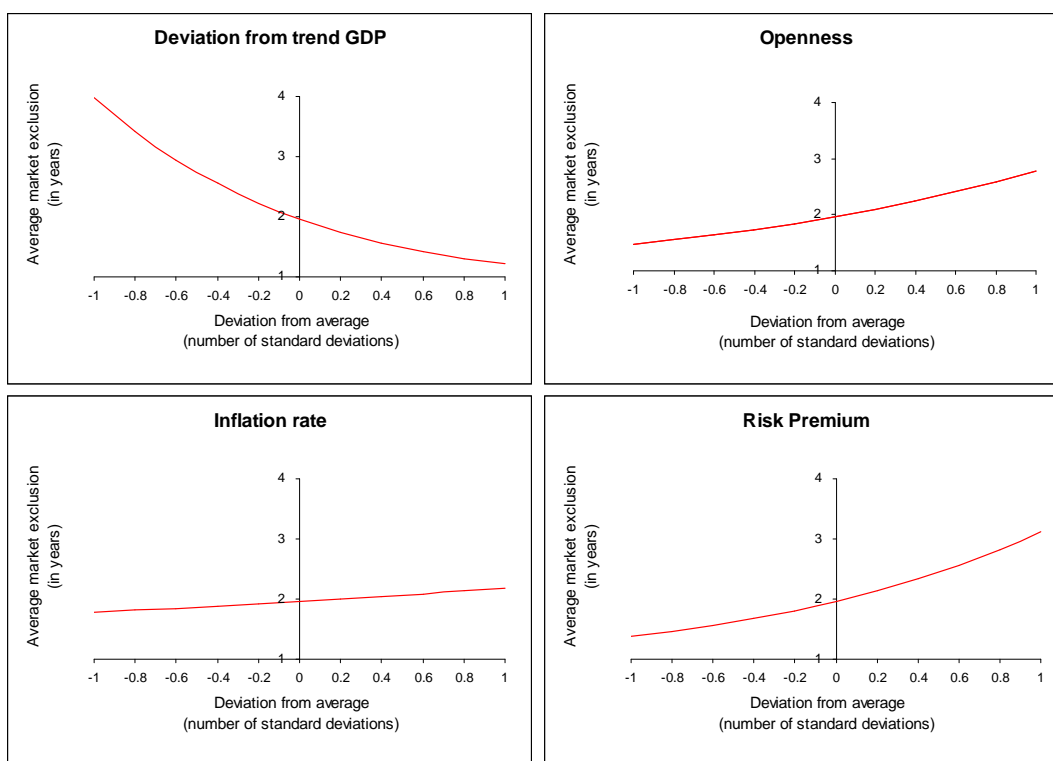 Deviation from trend GDP
Average market exclusion
(in years)
4
3
2
1
-1 -0.8 -0.6 -0.4 -0.2 0 0.2 0.4 0.6 0.8 1
Deviation from average
(number of standard deviations)
Openness
Average market exclusion
(in years)
4
3
2
1
-1 -0.8 -0.6 -0.4 -0.2 0 0.2 0.4 0.6 0.8 1
Deviation from average
(number of standard deviations)
Inflation rate
Average market exclusion
(in years)
4
3
2
1
-1 -0.8 -0.6 -0.4 -0.2 0 0.2 0.4 0.6 0.8 1
Deviation from average
(number of standard deviations)
Risk Premium
Average market exclusion
(in years)
4
3
2
1
-1 -0.8 -0.6 -0.4 -0.2 0 0.2 0.4 0.6 0.8 1
Deviation from average
(number of standard deviations)